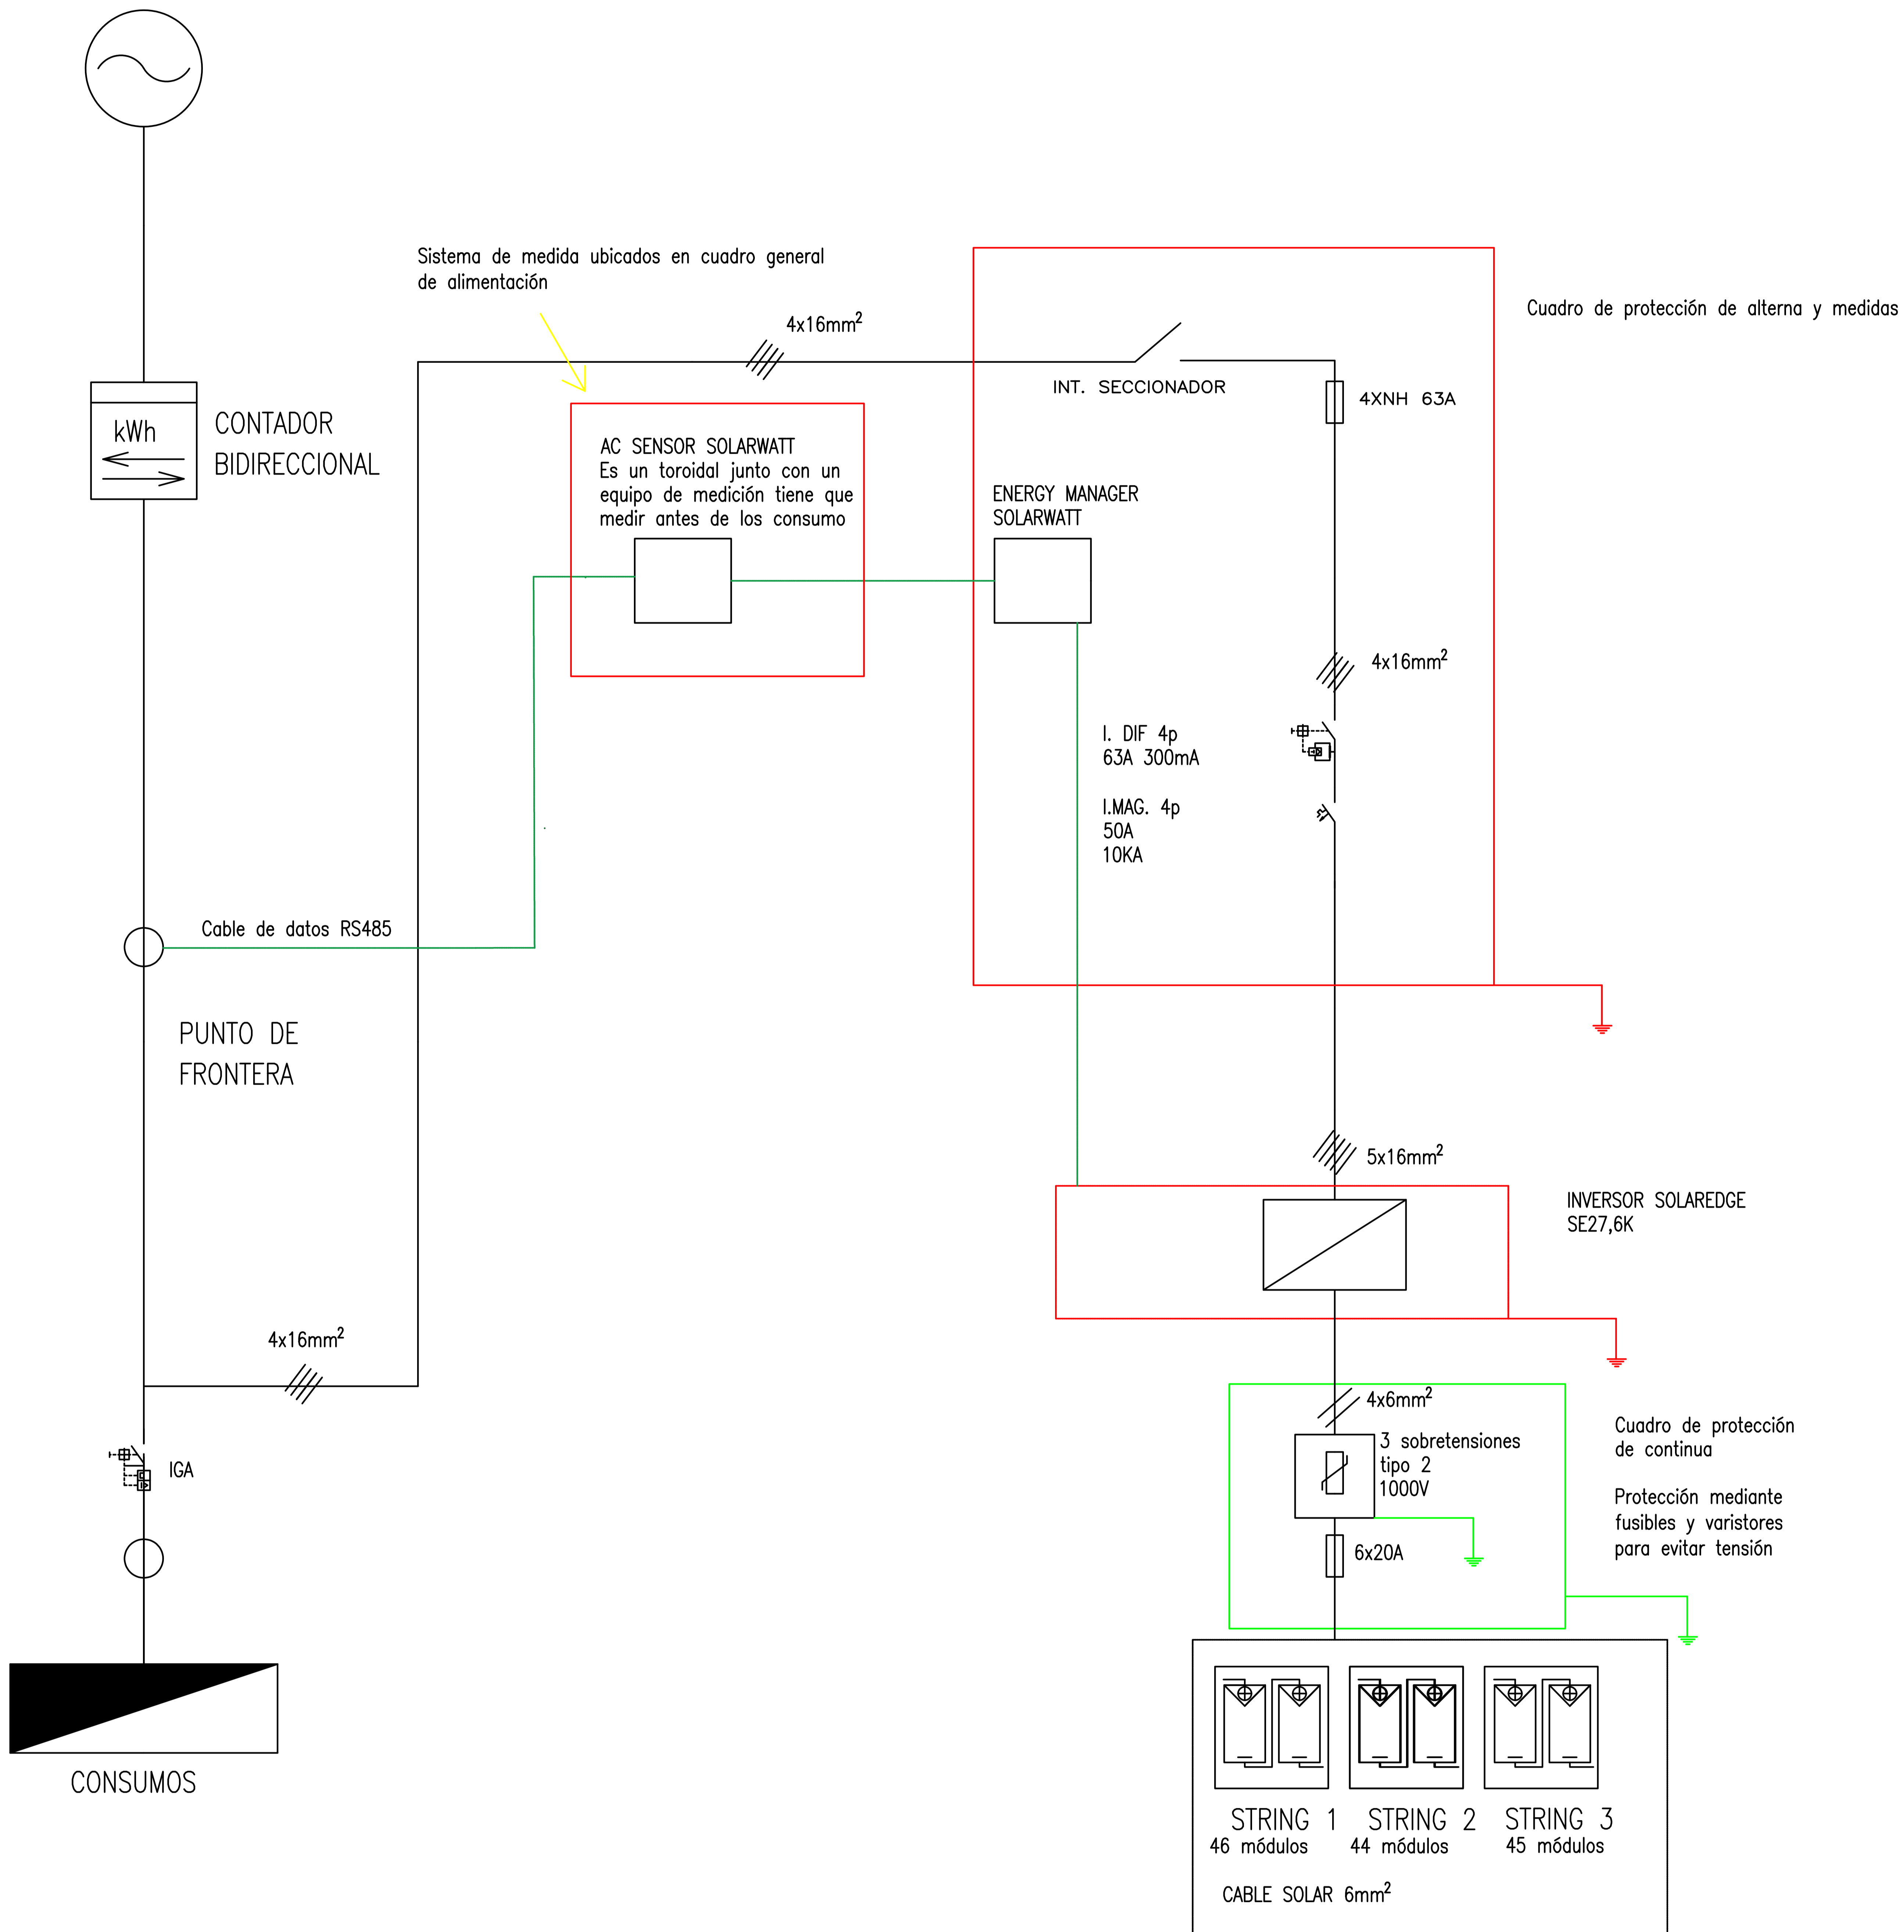 Sistema de medida ubicados en cuadro general
de alimentación
Cuadro de protección de alterna y medidas
4x16mm²
INT. SECCIONADOR
4XNH 63A
kWh
CONTADOR
BIDIRECCIONAL
AC SENSOR SOLARWATT
Es un toroidal junto con un
equipo de medición tiene que
medir antes de los consumo
ENERGY MANAGER
SOLARWATT
4x16mm²
I. DIF 4p
63A 300mA
I.MAG. 4p
50A
10KA
Cable de datos RS485
PUNTO DE
FRONTERA
5x16mm²
INVERSOR SOLAREDGE
SE27,6K
4x16mm²
4x6mm²
3 sobretensiones
tipo 2
1000V
6x20A
Cuadro de protección
de continua
Protección mediante
fusibles y varistores
para evitar tensión
IGA
CONSUMOS
STRING 1
46 módulos
STRING 2
44 módulos
STRING 3
45 módulos
CABLE SOLAR 6mm²